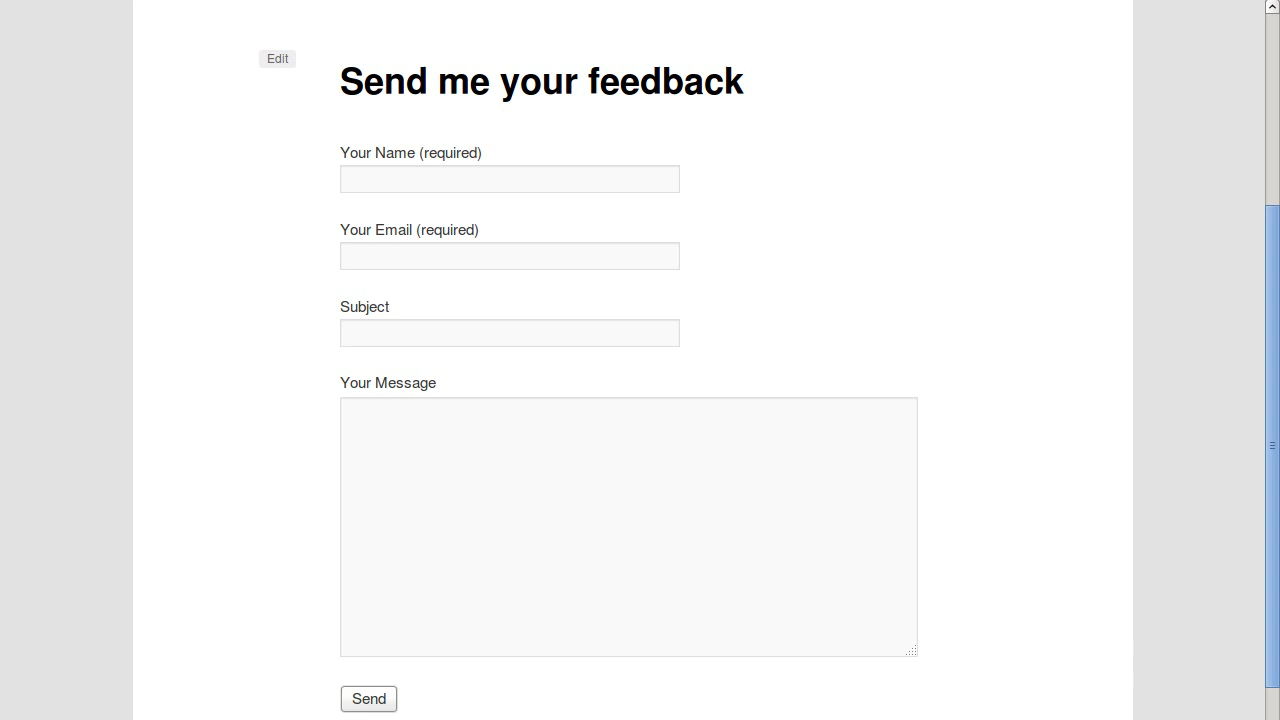 Edit
Send me your feedback
Your Name (required)
Your Email (required)
Subject
Your Message
Send